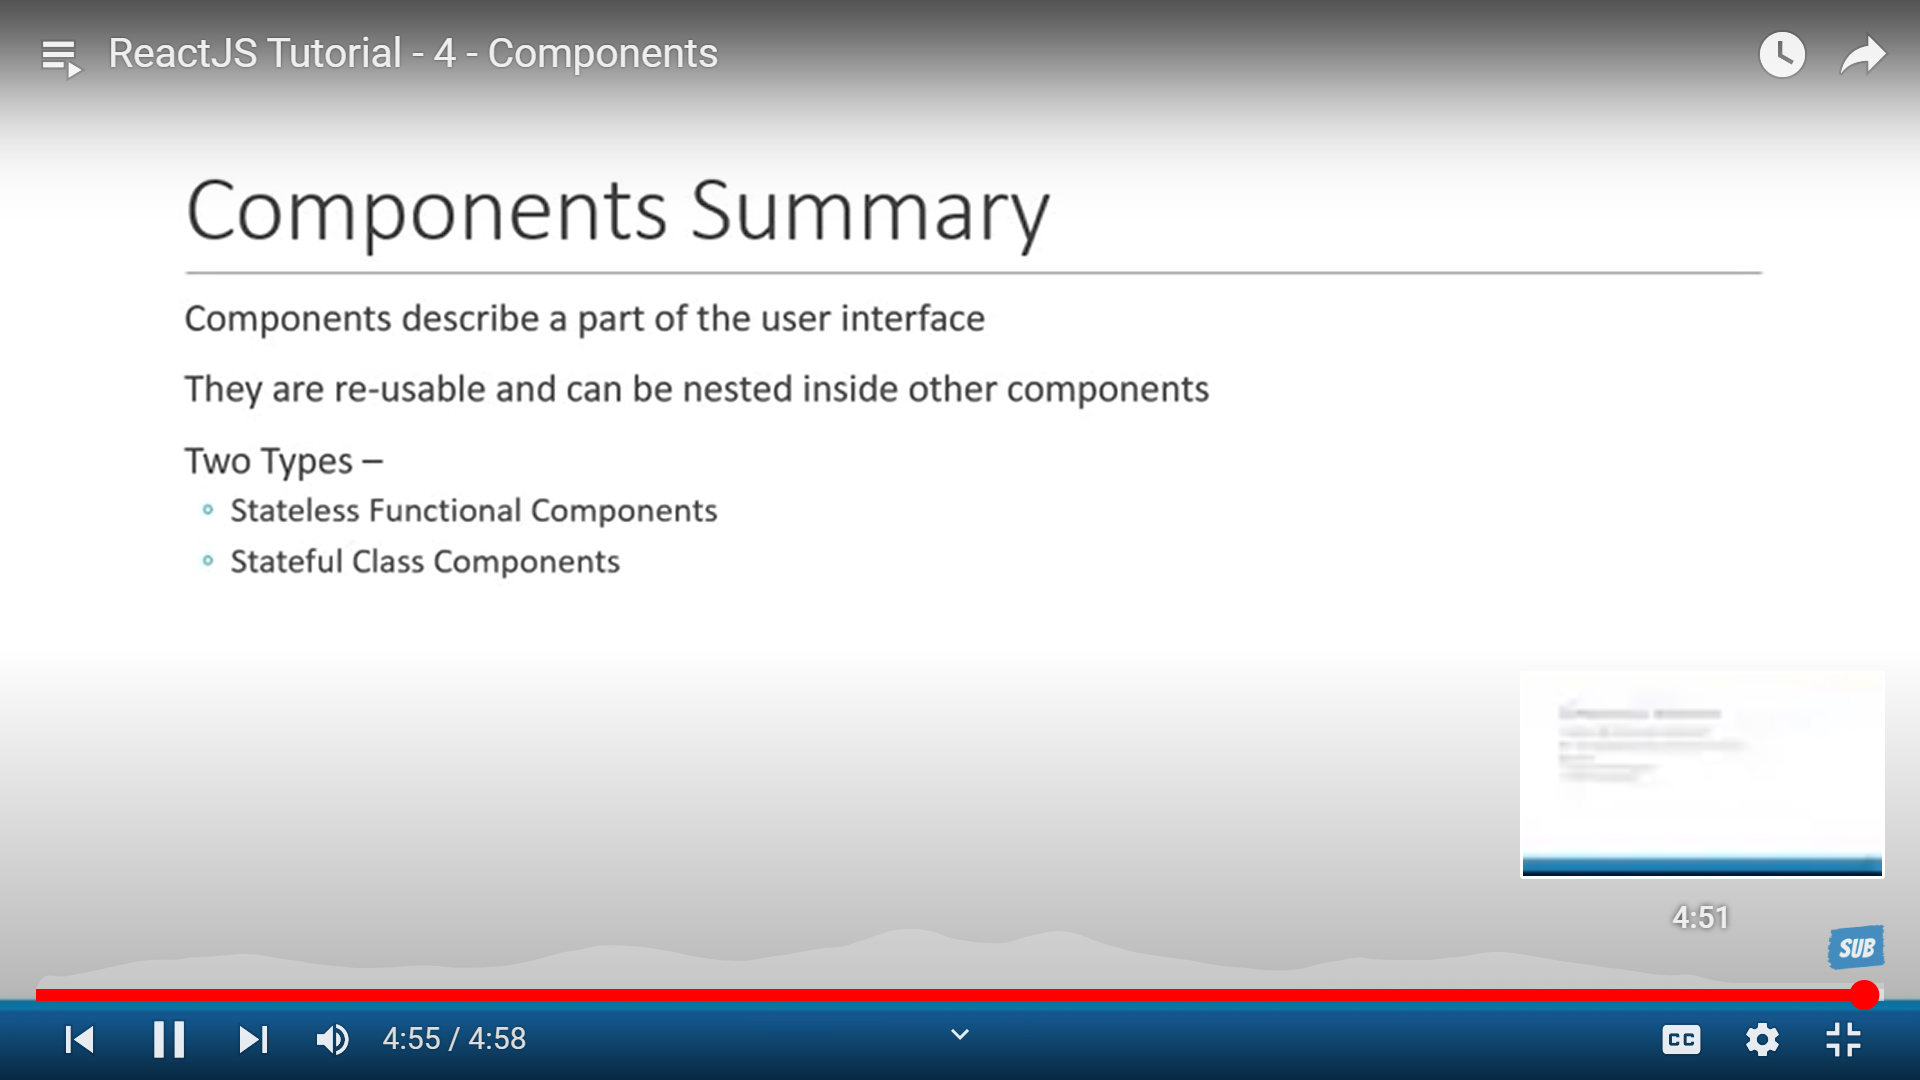 ReactJS Tutorial - 4 - Components
Components Summary
Components describe a part of the user interface
They are re-usable and can be nested inside other components
Two Types –
Stateless Functional Components
Stateful Class Components
4:51
SUB
4:55 / 4:58
CC